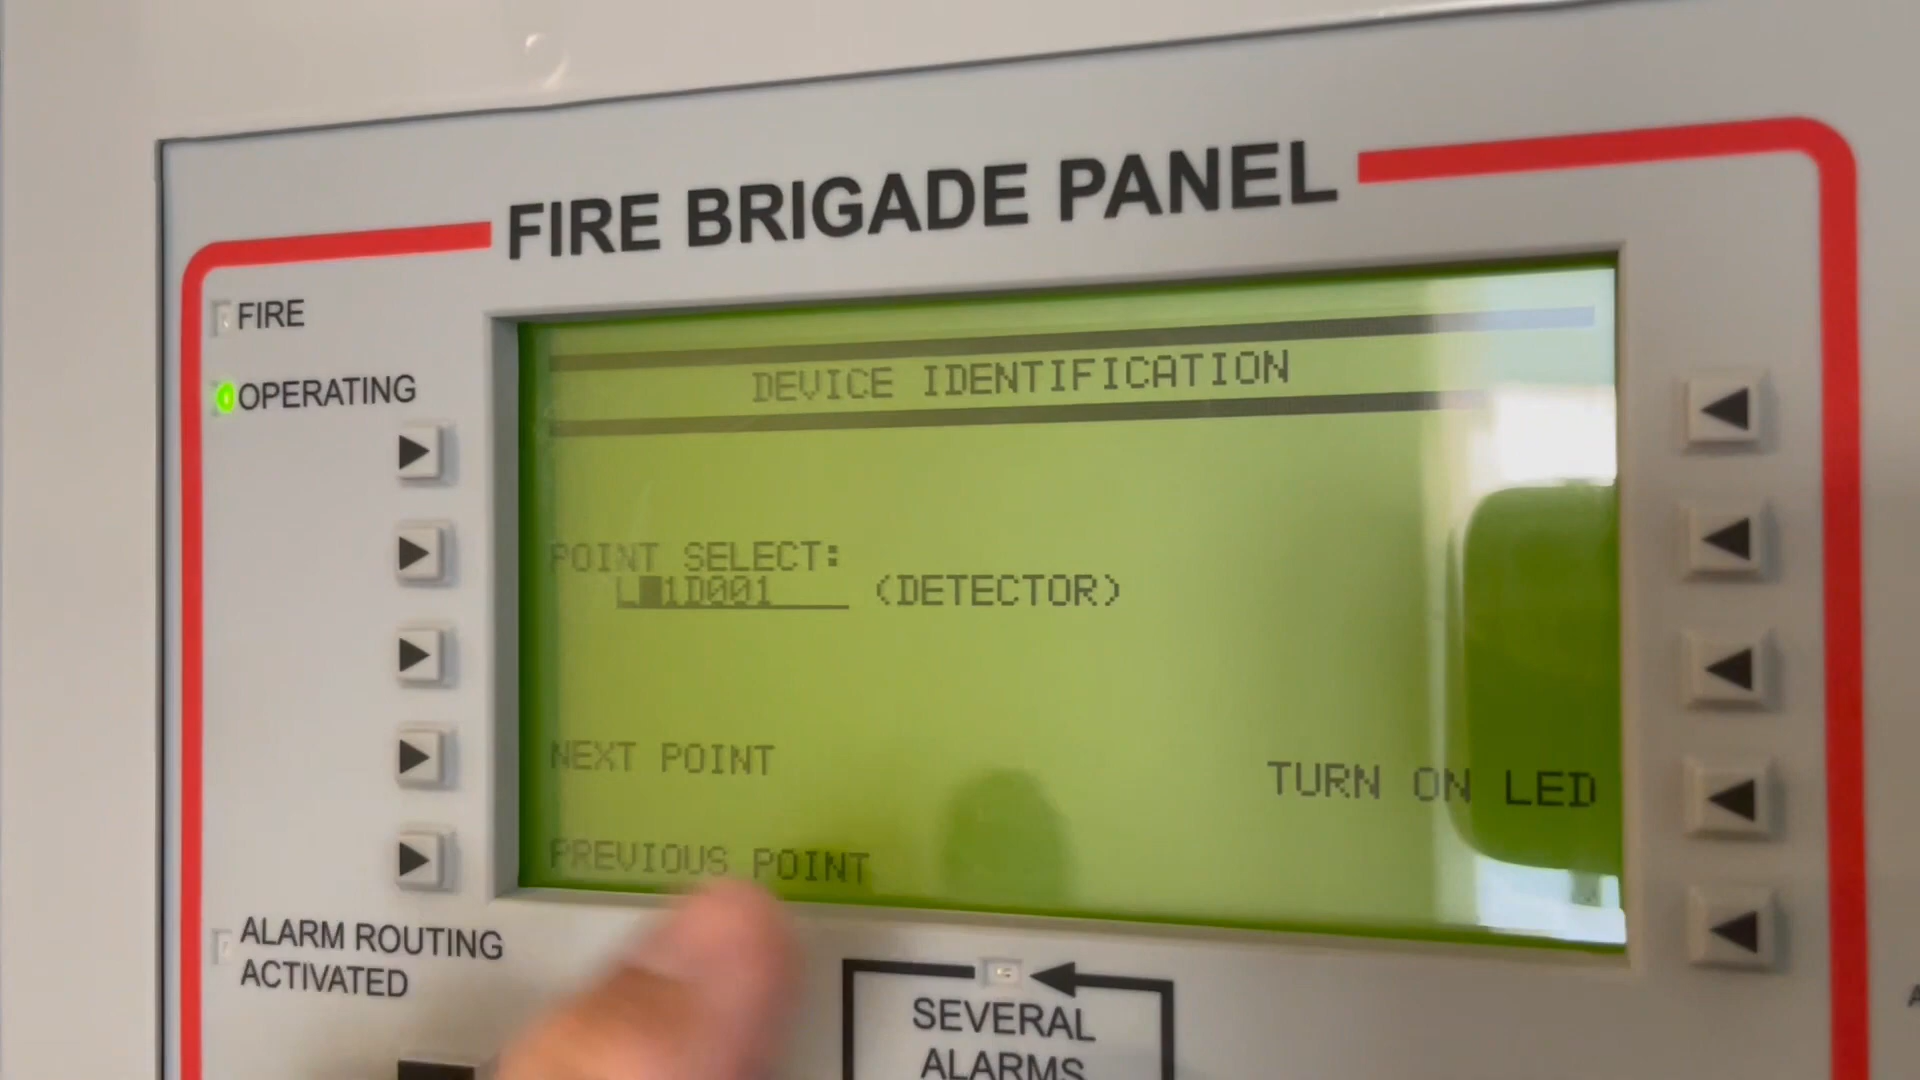 FIRE BRIGADE PANEL
FIRE
OPERATING
DEVICE IDENTIFICATION
POINT SELECT:
(DETECTOR)
NEXT POINT
TURN ON LED
PREVIOUS POINT
ALARM ROUTING
ACTIVATED
SEVERAL
ALARMS